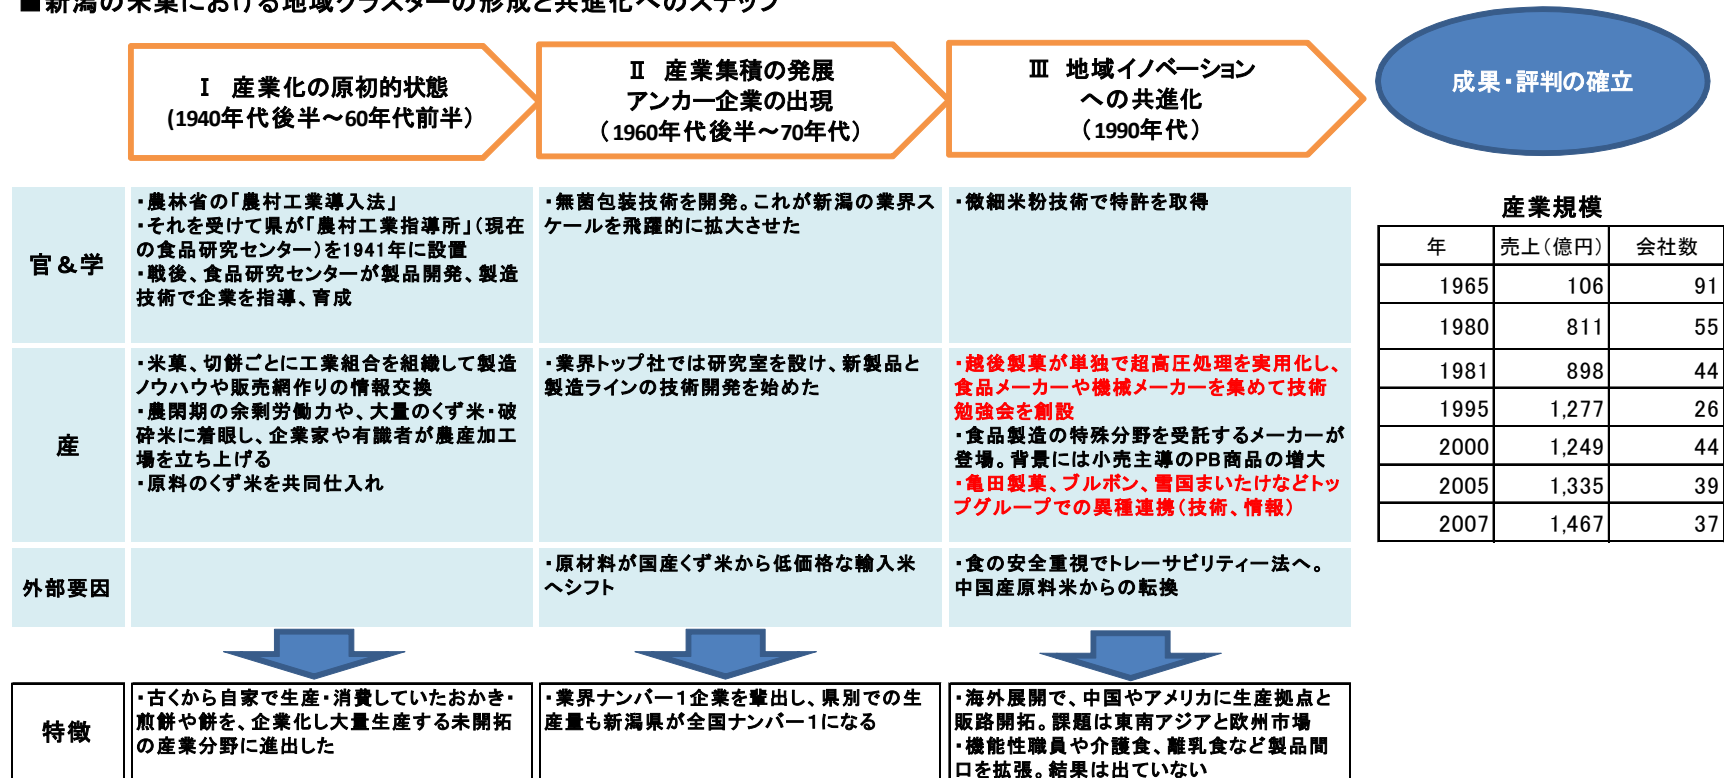 ■新潟の米菓における地域クラスターの形成と共進化へのステップ
Ⅰ 産業化の原初的状態
(1940年代後半～60年代前半)
Ⅱ 産業集積の発展
アンカー企業の出現
(1960年代後半～70年代)
Ⅲ 地域イノベーション
への共進化
(1990年代)
成果・評判の確立
官＆学
・農林省の「農村工業導入法」
・それを受けて県が「農村工業指導所」(現在
の食品研究センター)を1941年に設置
・戦後、食品研究センターが製品開発、製造
技術で企業を指導、育成
・無菌包装技術を開発。これが新潟の業界ス
ケールを飛躍的に拡大させた
・微細米粉技術で特許を取得
産
・米菓、切餅ごとに工業組合を組織して製造
ノウハウや販売網作りの情報交換
・農閑期の余剰労働力や、大量のくず米・破
砕米に着眼し、企業家や有識者が農産加工
場を立ち上げる
・原料のくず米を共同仕入れ
・業界トップ社では研究室を設け、新製品と
製造ラインの技術開発を始めた
・越後製菓が単独で超高圧処理を実用化し、
食品メーカーや機械メーカーを集めて技術
勉強会を創設
・食品製造の特殊分野を受託するメーカーが
登場。背景には小売主導のPB商品の増大
・亀田製菓、ブルボン、雪国まいたけなどトッ
プグループでの異種連携(技術、情報)
外部要因
・原材料が国産くず米から低価格な輸入米
へシフト
・食の安全重視でトレーサビリティー法へ。
中国産原料米からの転換
特徴
・古くから自家で生産・消費していたおかき・
煎餅や餅を、企業化し大量生産する未開拓
の産業分野に進出した
・業界ナンバー１企業を輩出し、県別での生
産量も新潟県が全国ナンバー１になる
・海外展開で、中国やアメリカに生産拠点と
販路開拓。課題は東南アジアと欧州市場
・機能性職員や介護食、離乳食など製品間
口を拡張。結果は出ていない
産業規模
年 売上(億円) 会社数
1965 106 91
1980 811 55
1981 898 44
1995 1,277 26
2000 1,249 44
2005 1,335 39
2007 1,467 37